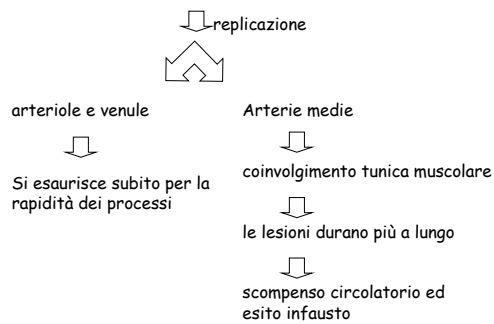 replicazione
arteriole e venule
Si esaurisce subito per la
rapidità dei processi
Arterie medie
coinvolgimento tunica muscolare
le lesioni durano più a lungo
scompenso circolatorio ed
esito infausto